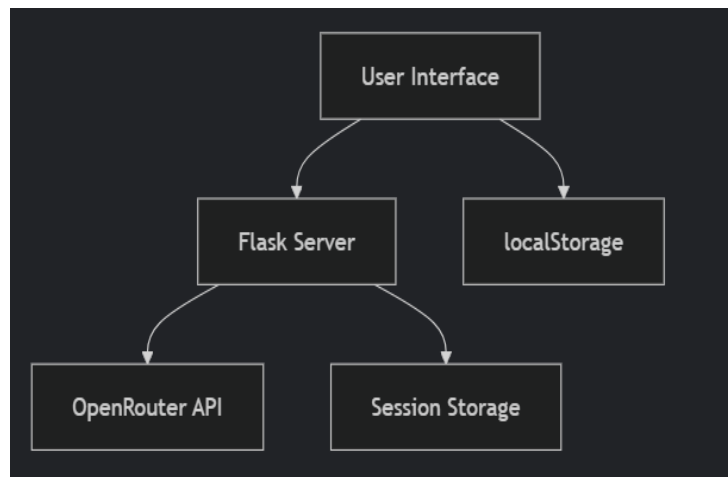 User Interface
Flask Server
localStorage
OpenRouter API
Session Storage